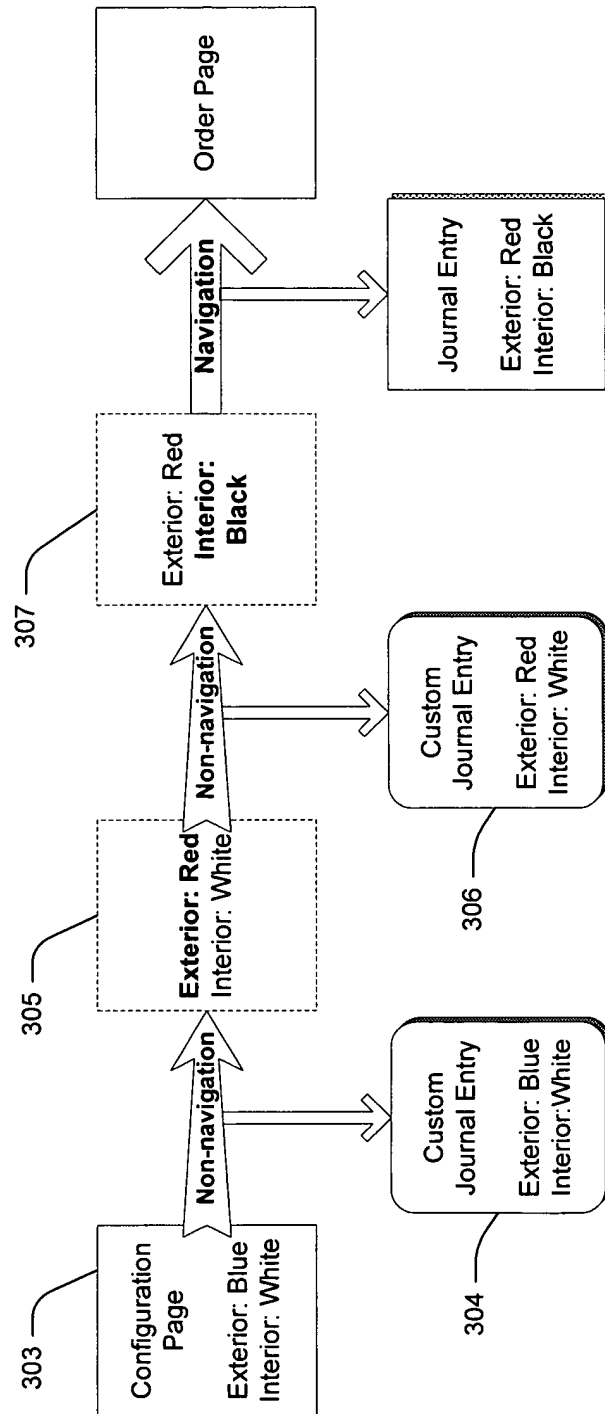 303
Configuration
Page
Exterior: Blue
Interior: White
Non-navigation
Custom
Journal Entry
Exterior: Blue
Interior:White
304
305
Exterior: Red
Interior: White
Non-navigation
Custom
Journal Entry
Exterior: Red
Interior: White
306
307
Exterior: Red
Interior:
Black
Navigation
Journal Entry
Exterior: Red
Interior: Black
Order Page